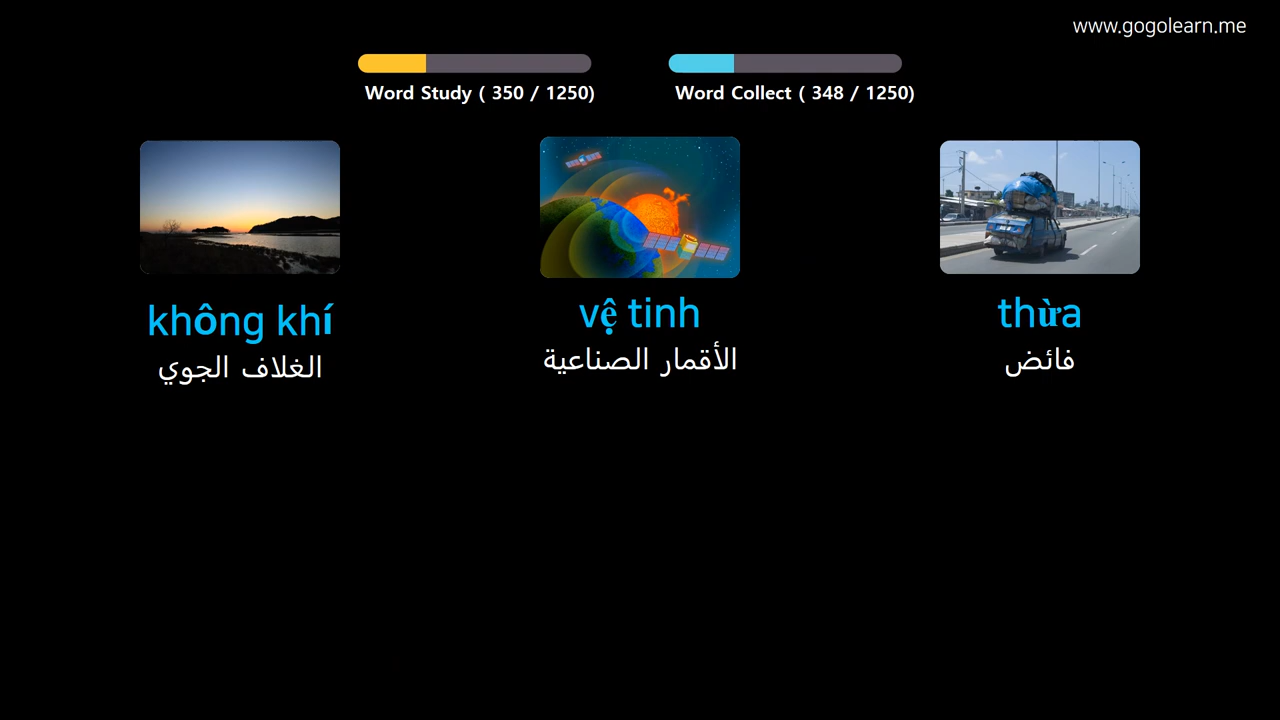 www.gogolearn.me
Word Study ( 350 / 1250)
Word Collect ( 348 / 1250)
không khí
الغلاف الجوي
vệ tinh
الأقمار الصناعية
thừa
فائض